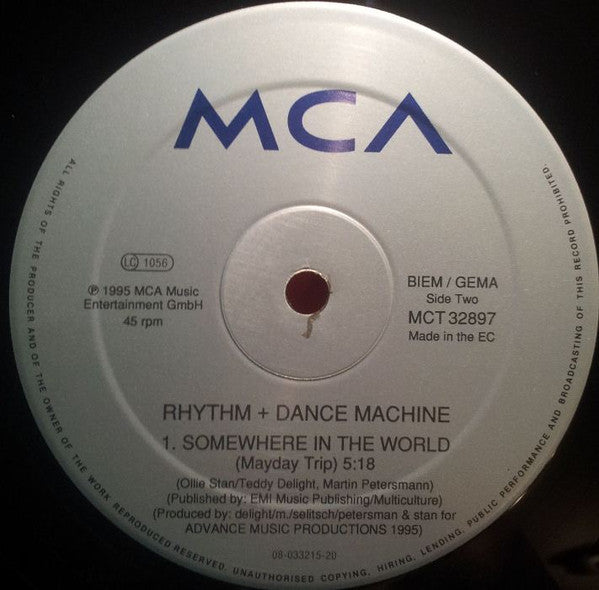 MCA
LC 1056
℗ 1995 MCA Music
Entertainment GmbH
45 rpm
BIEM / GEMA
Side Two
MCT 32897
Made in the EC
RHYTHM + DANCE MACHINE
1. SOMEWHERE IN THE WORLD
(Mayday Trip) 5:18
(Ollie Stan/Teddy Delight, Martin Petersmann)
(Published by: EMI Music Publishing/Multiculture)
(Produced by: delight/m./selitsch/petersman & stan for
ADVANCE MUSIC PRODUCTIONS 1995)
08-033215-20
ALL RIGHTS OF THE PRODUCER AND OF THE OWNER OF THE WORK REPRODUCED RESERVED. UNAUTHORISED COPYING, HIRING, LENDING, PUBLIC PERFORMANCE AND BROADCASTING OF THIS RECORD PROHIBITED.